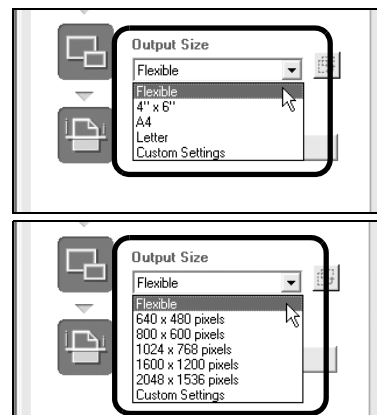 Output Size
Flexible
Flexible
4" x 6"
A4
Letter
Custom Settings
Output Size
Flexible
Flexible
640 x 480 pixels
800 x 600 pixels
1024 x 768 pixels
1600 x 1200 pixels
2048 x 1536 pixels
Custom Settings